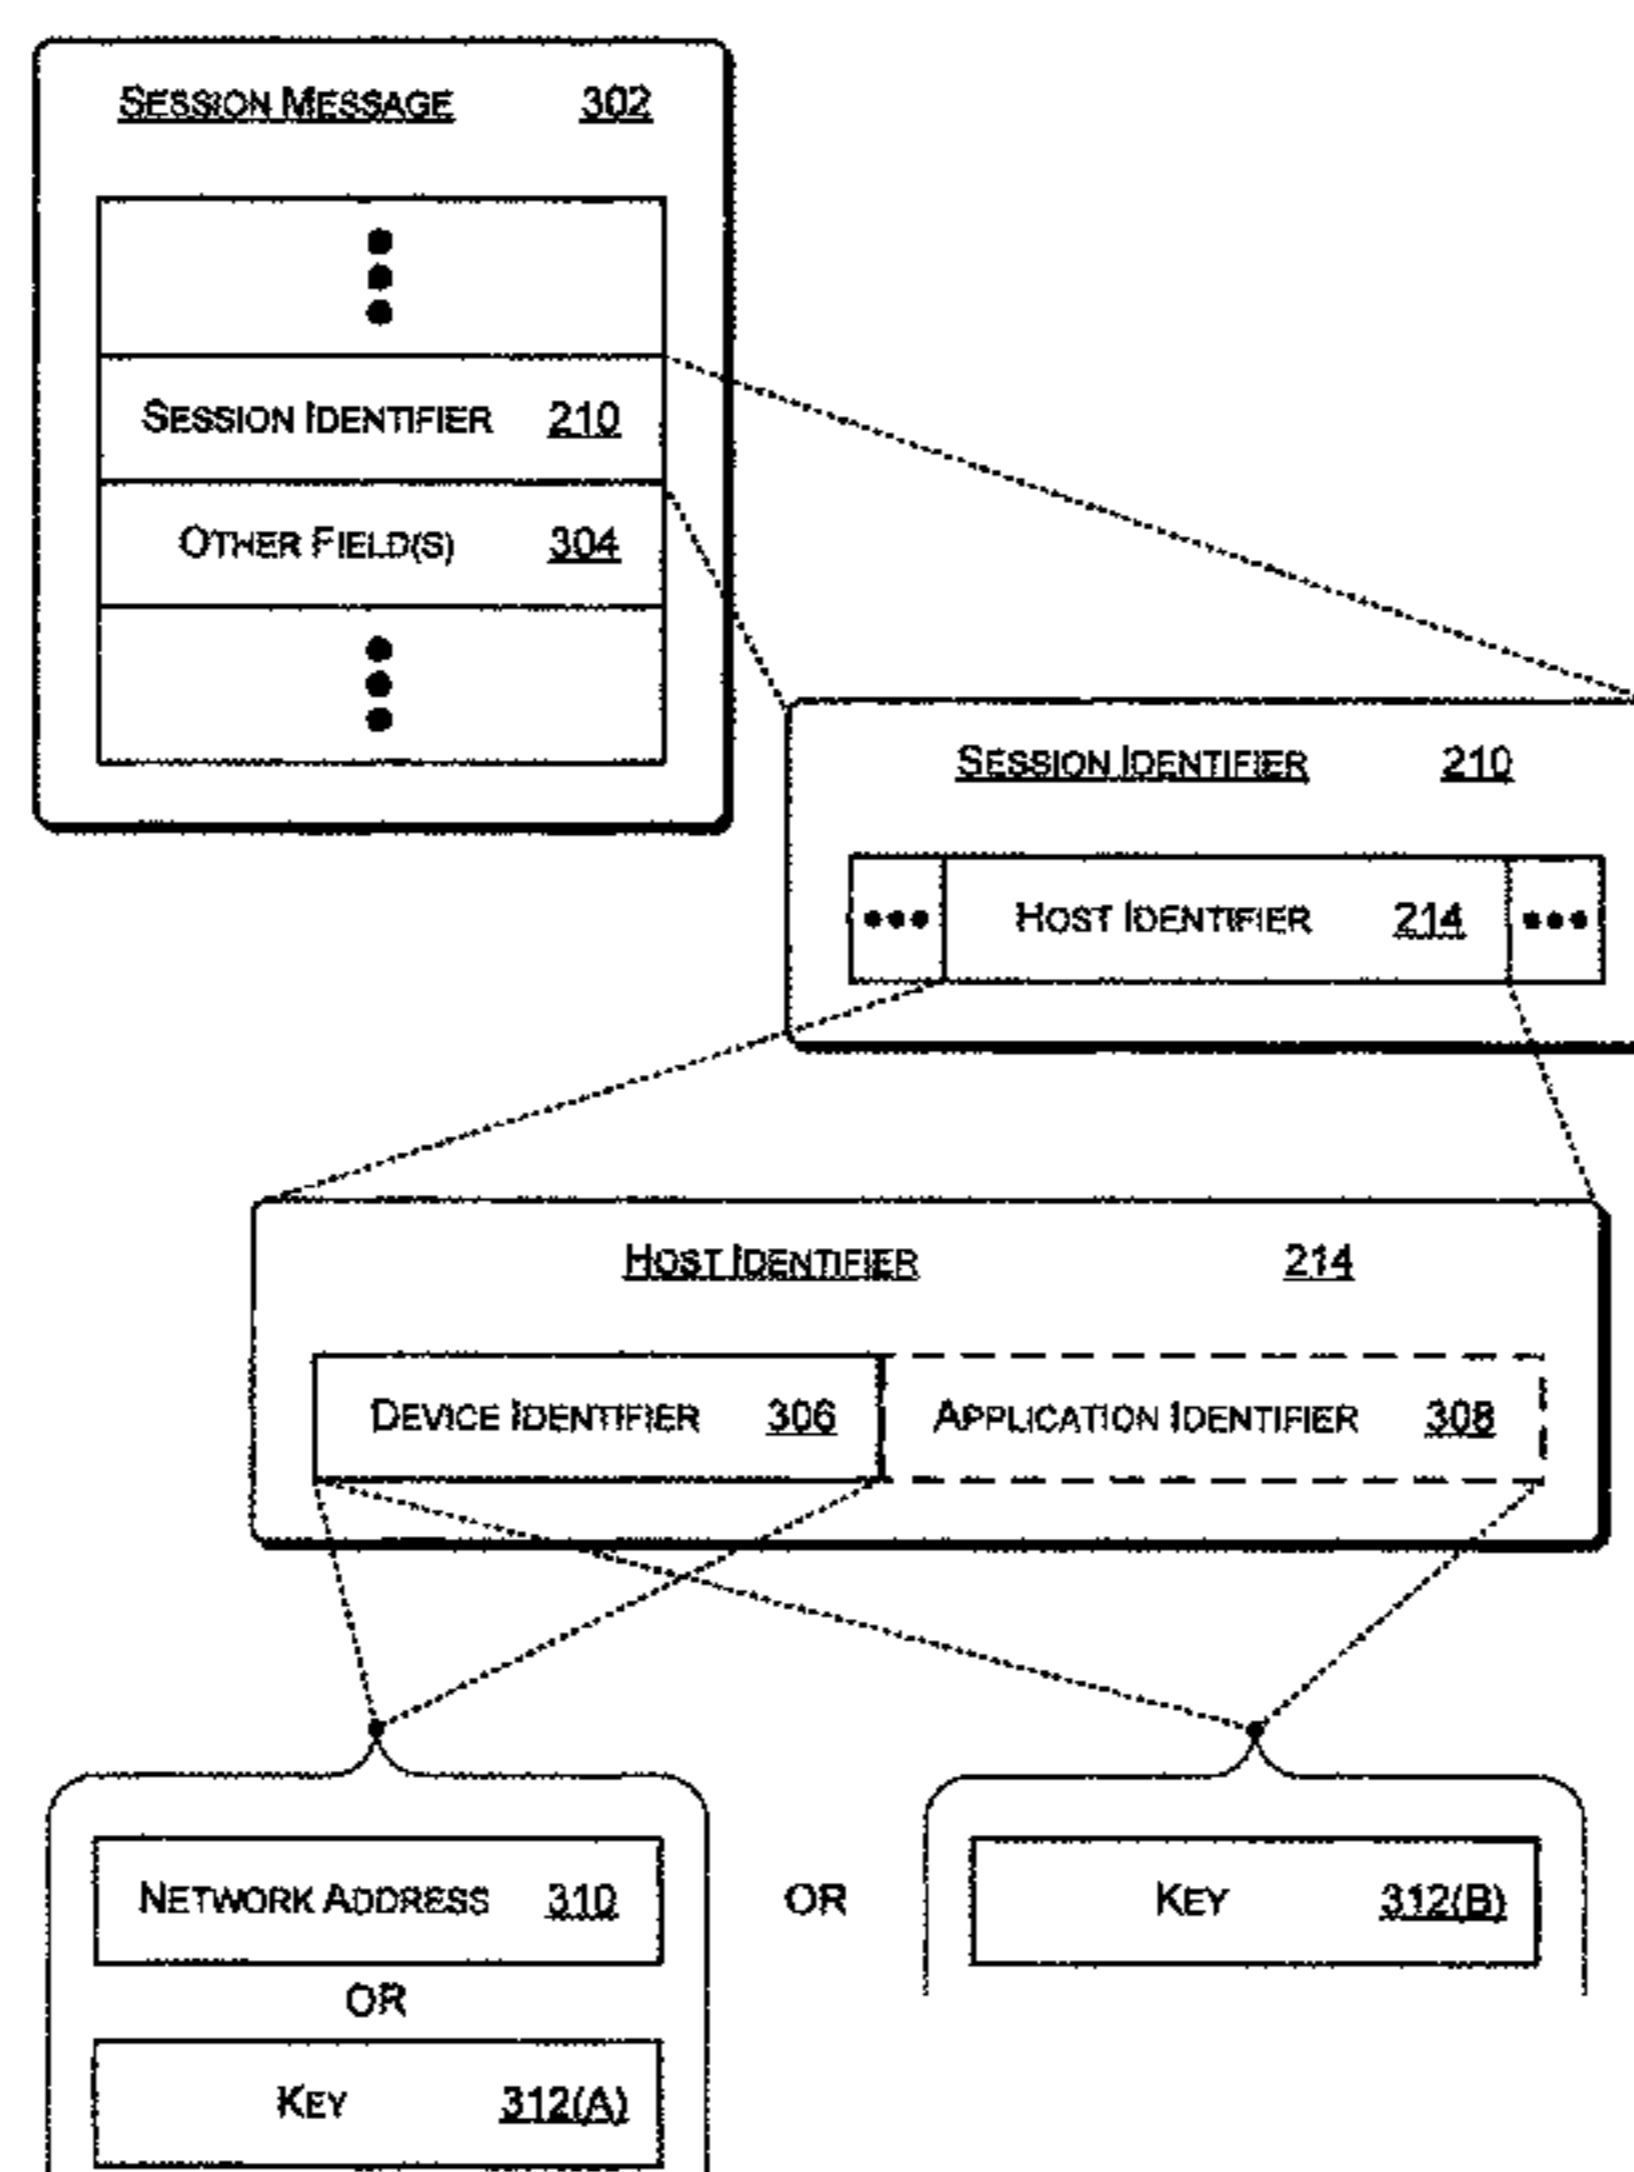 SESSION MESSAGE 302
SESSION IDENTIFIER 210
OTHER FIELD(S) 304
SESSION IDENTIFIER 210
HOST IDENTIFIER 214
HOST IDENTIFIER 214
DEVICE IDENTIFIER 306 APPLICATION IDENTIFIER 308
NETWORK ADDRESS 310 OR KEY 312(B)
OR
KEY 312(A)